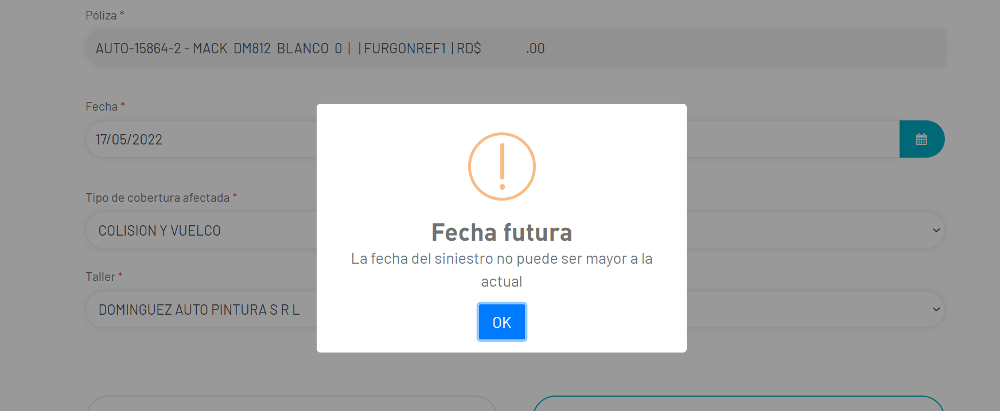 Póliza *
AUTO-15864-2 - MACK DM812 BLANCO 0 | | FURGONREF1 | RD$ .00
Fecha *
17/05/2022
Tipo de cobertura afectada *
COLISION Y VUELCO
Taller *
DOMINGUEZ AUTO PINTURA S R L
Fecha futura
La fecha del siniestro no puede ser mayor a la
actual
OK